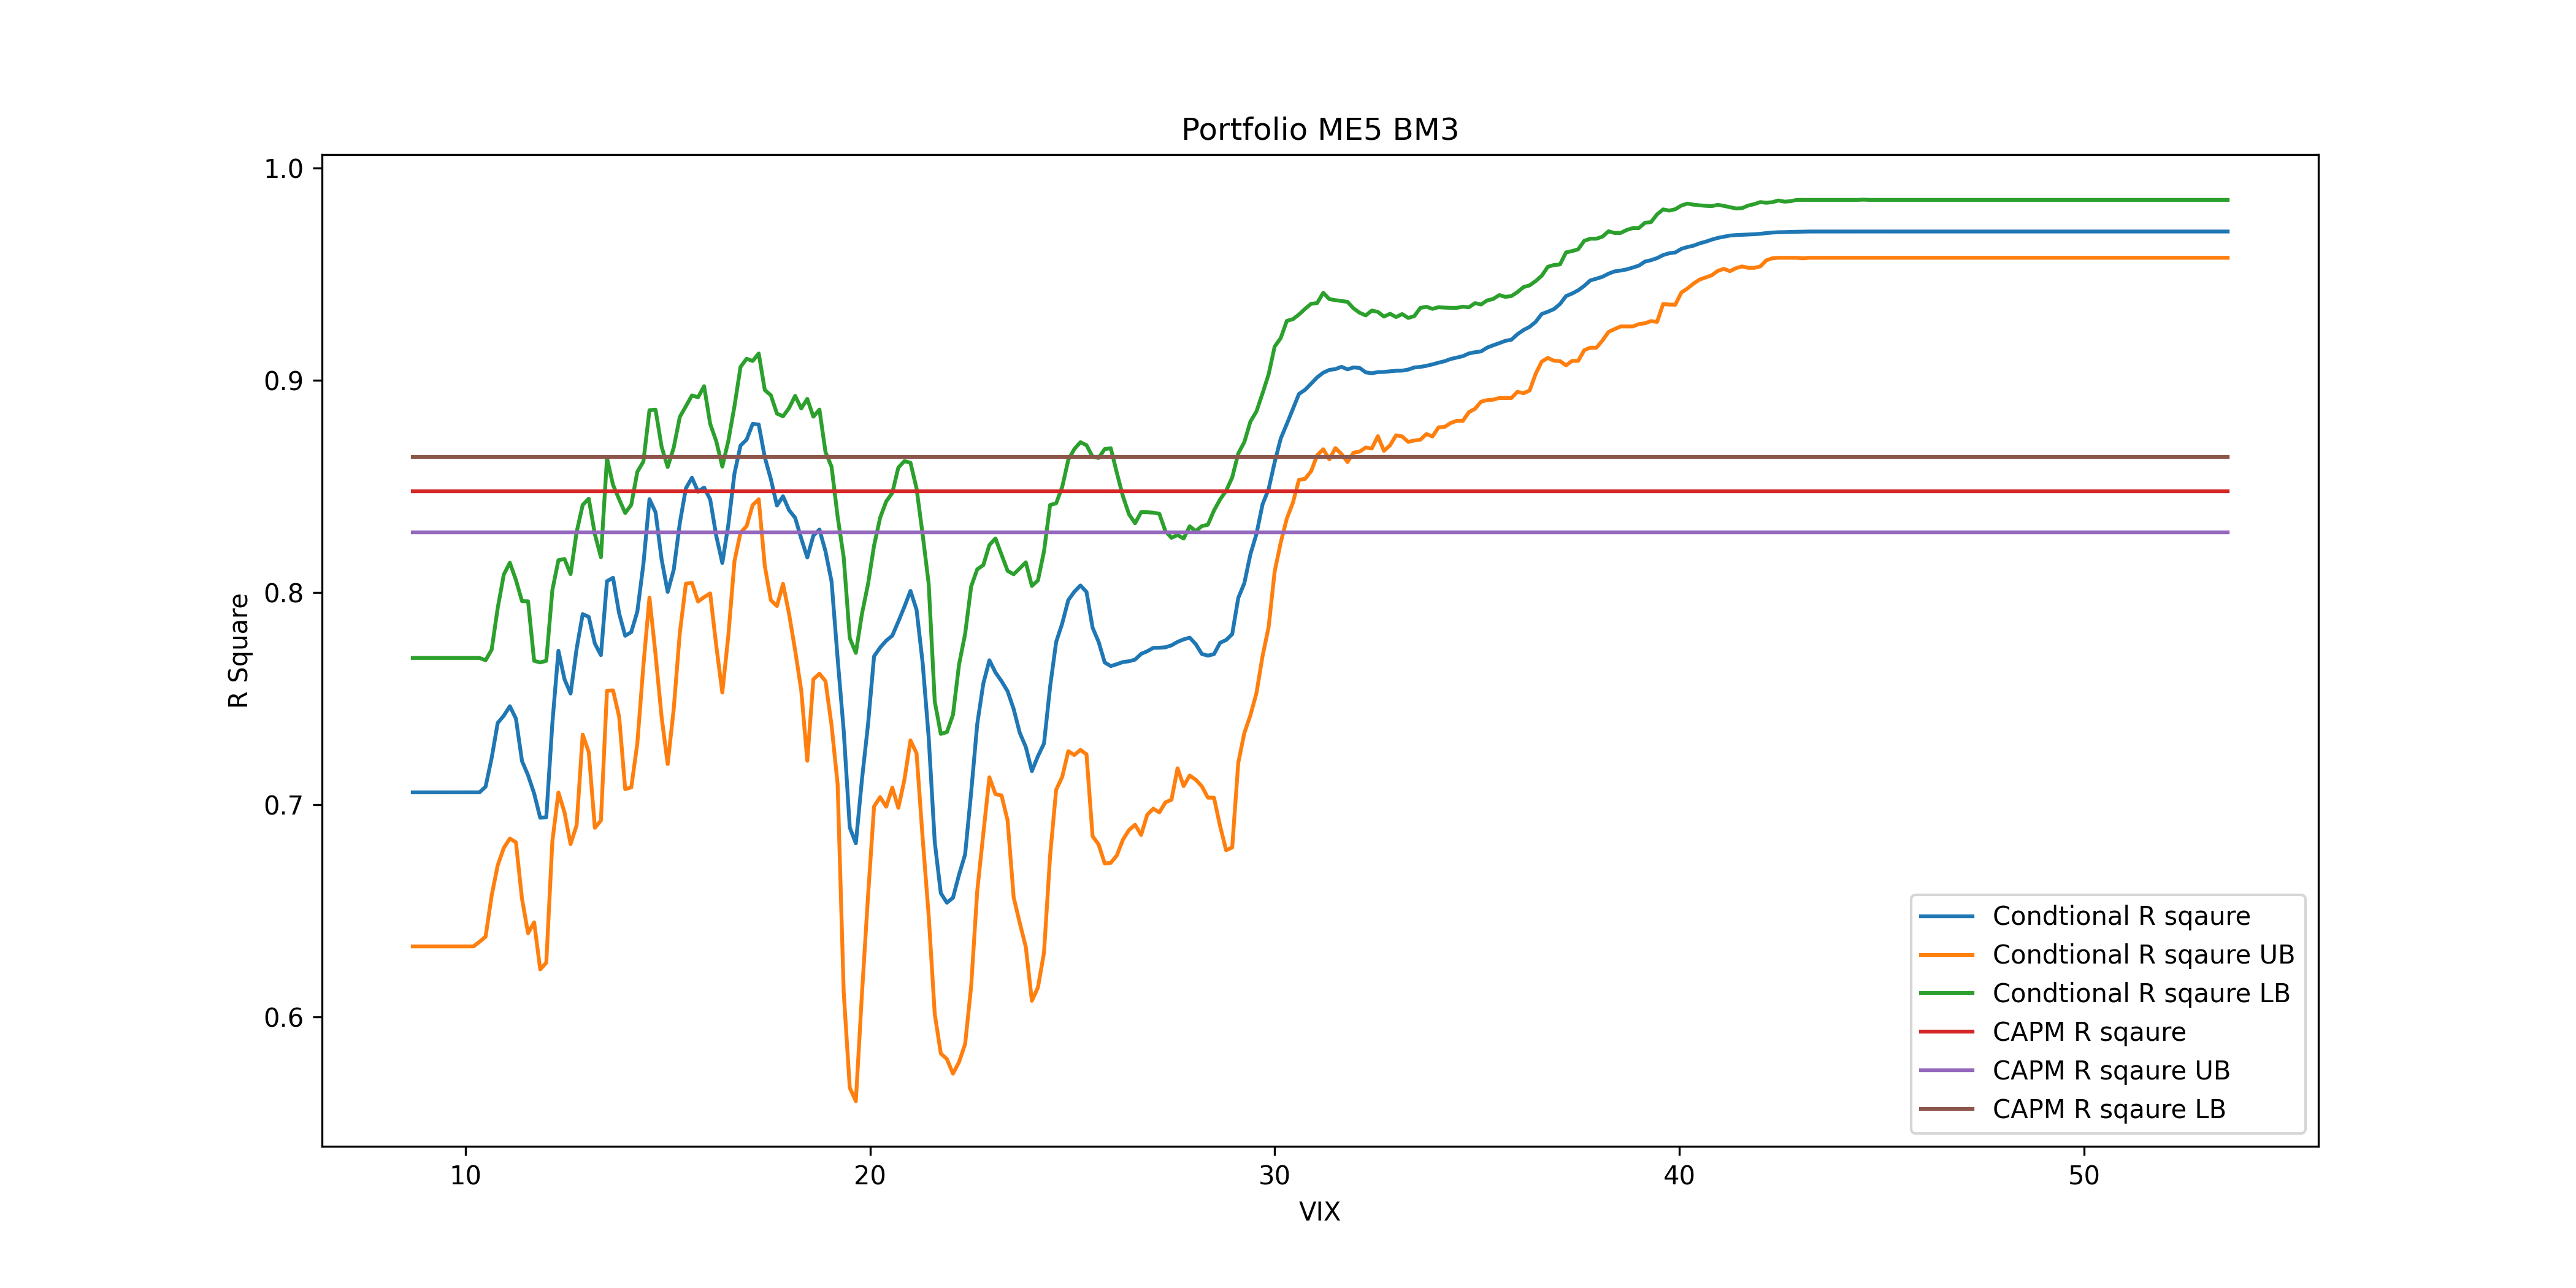 Portfolio ME5 BM3
1.0
0.9
0.8
0.7
0.6
R Square
10
20
30
40
50
VIX
Condtional R sqaure
Condtional R sqaure UB
Condtional R sqaure LB
CAPM R sqaure
CAPM R sqaure UB
CAPM R sqaure LB